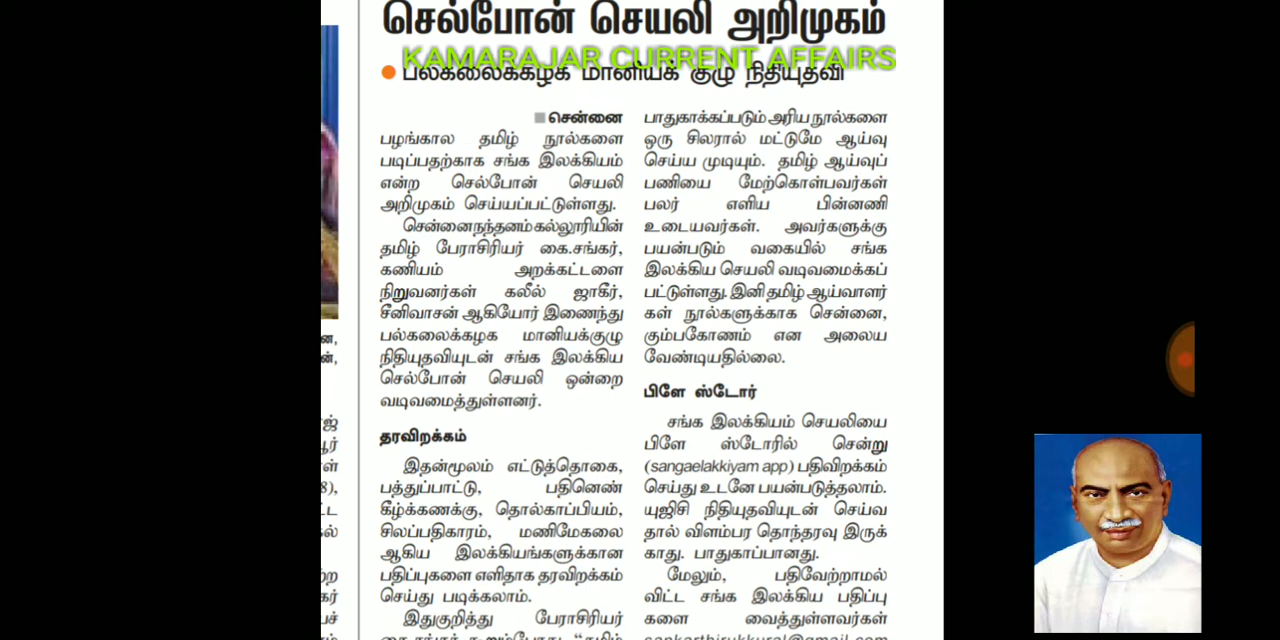 செல்போன் செயலி அறிமுகம்
KAMARAJAR CURRENT AFFAIRS
பல்கலைக்கழக மானியக் குழு நிதியுதவி
சென்னை
பழங்கால தமிழ் நூல்களை
படிப்பதற்காக சங்க இலக்கியம்
என்ற செல்போன் செயலி
அறிமுகம் செய்யப்பட்டுள்ளது.
சென்னை நந்தனம் கல்லூரியின்
தமிழ் பேராசிரியர் கை.சங்கர்,
கணியம் அறக்கட்டளை
நிறுவனர்கள் கலீல் ஜாகீர்,
சீனிவாசன் ஆகியோர் இணைந்து
பல்கலைக்கழக மானியக்குழு
நிதியுதவியுடன் சங்க இலக்கிய
செல்போன் செயலி ஒன்றை
வடிவமைத்துள்ளனர்.
தரவிறக்கம்
இதன்மூலம் எட்டுத்தொகை,
பத்துப்பாட்டு, பதினெண்
கீழ்க்கணக்கு, தொல்காப்பியம்,
சிலப்பதிகாரம், மணிமேகலை
ஆகிய இலக்கியங்களுக்கான
பதிப்புகளை எளிதாக தரவிறக்கம்
செய்து படிக்கலாம்.
இதுகுறித்து பேராசிரியர்
பாதுகாக்கப்படும் அரிய நூல்களை
ஒரு சிலரால் மட்டுமே ஆய்வு
செய்ய முடியும். தமிழ் ஆய்வுப்
பணியை மேற்கொள்பவர்கள்
பலர் எளிய பின்னணி
உடையவர்கள். அவர்களுக்கு
பயன்படும் வகையில் சங்க
இலக்கிய செயலி வடிவமைக்கப்
பட்டுள்ளது. இனி தமிழ் ஆய்வாளர்
கள் நூல்களுக்காக சென்னை,
கும்பகோணம் என அலைய
வேண்டியதில்லை.
பிளே ஸ்டோர்
சங்க இலக்கியம் செயலியை
பிளே ஸ்டோரில் சென்று
(sangaelakkiyam app) பதிவிறக்கம்
செய்து உடனே பயன்படுத்தலாம்.
யுஜிசி நிதியுதவியுடன் செய்வ
தால் விளம்பர தொந்தரவு இருக்
காது. பாதுகாப்பானது.
மேலும், பதிவேற்றாமல்
விட்ட சங்க இலக்கிய பதிப்பு
களை வைத்துள்ளவர்கள்
sankarthirukkural@gmail.com